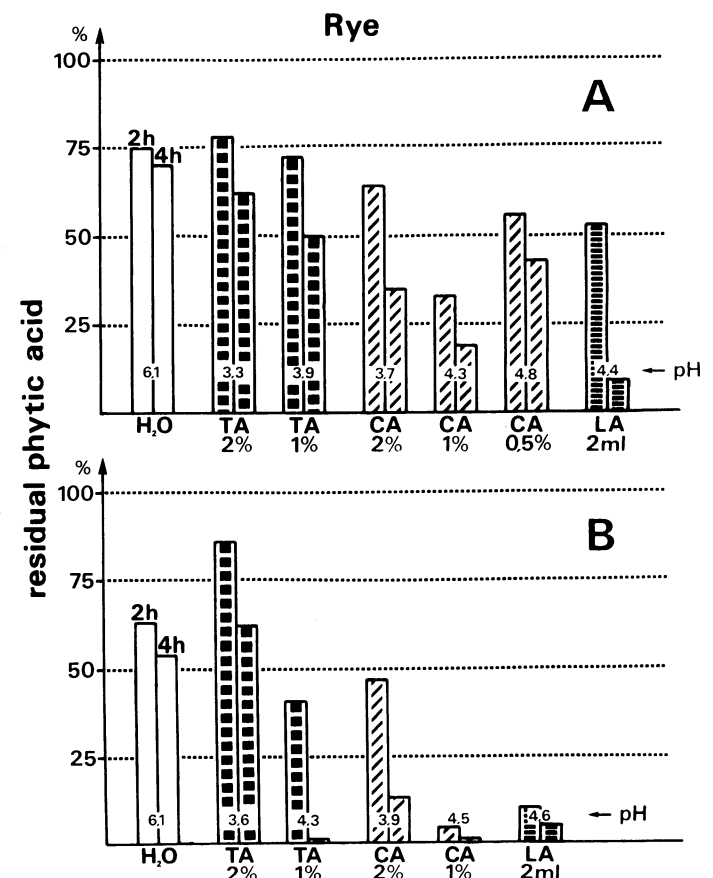 Rye
%
100
A
2h
4h
75
50
25
6,1 3,3 3,9 3,7 4,3 4,8 4,4 ← pH
H₂O TA TA CA CA CA LA
2% 1% 2% 1% 0,5% 2ml
residual phytic acid
%
100
B
75
2h
4h
50
25
6,1 3,6 4,3 3,9 4,5 4,6 ← pH
H₂O TA TA CA CA LA
2% 1% 2% 1% 2ml